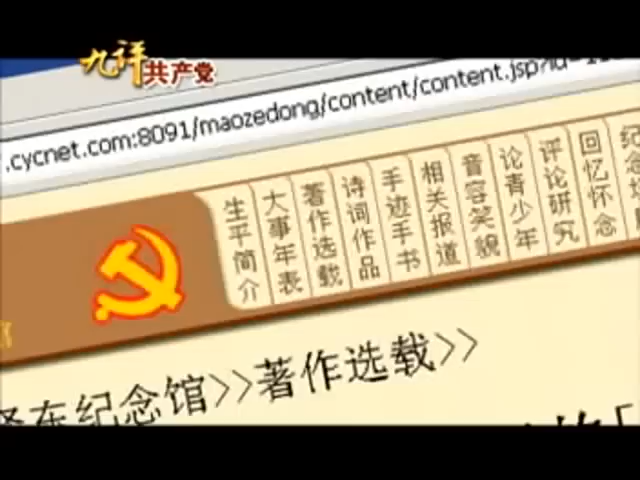 九评
共产党
.cycnet.com:8091/maozedong/content/content.jsp?id=11
生平简介
大事年表
著作选载
诗词作品
手迹手书
相关报道
音容笑貌
论青少年
评论研究
回忆怀念
纪念场馆
泽东纪念馆>>著作选载>>